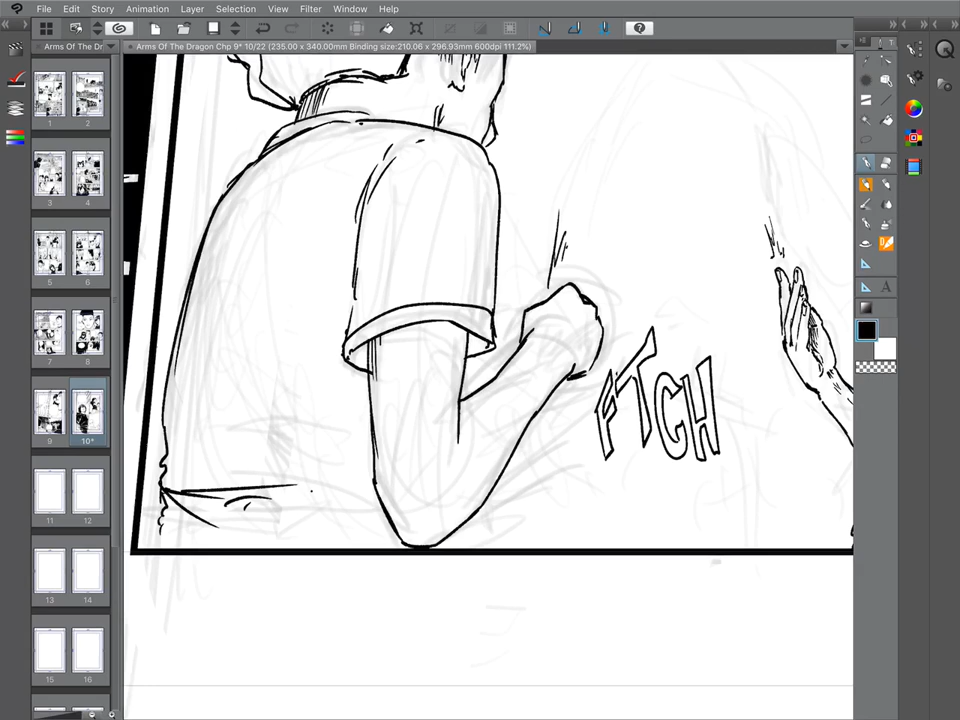 File Edit Story Animation Layer Selection View Filter Window Help
Arms Of The Dr
Arms Of The Dragon Chp 9* 10/22 (235.00 x 340.00mm Binding size:210.06 x 296.93mm 600dpi 111.2%)
1 2
3 4
5 6
7 8
9 10*
11 12
13 14
15 16
FTCH
A
T